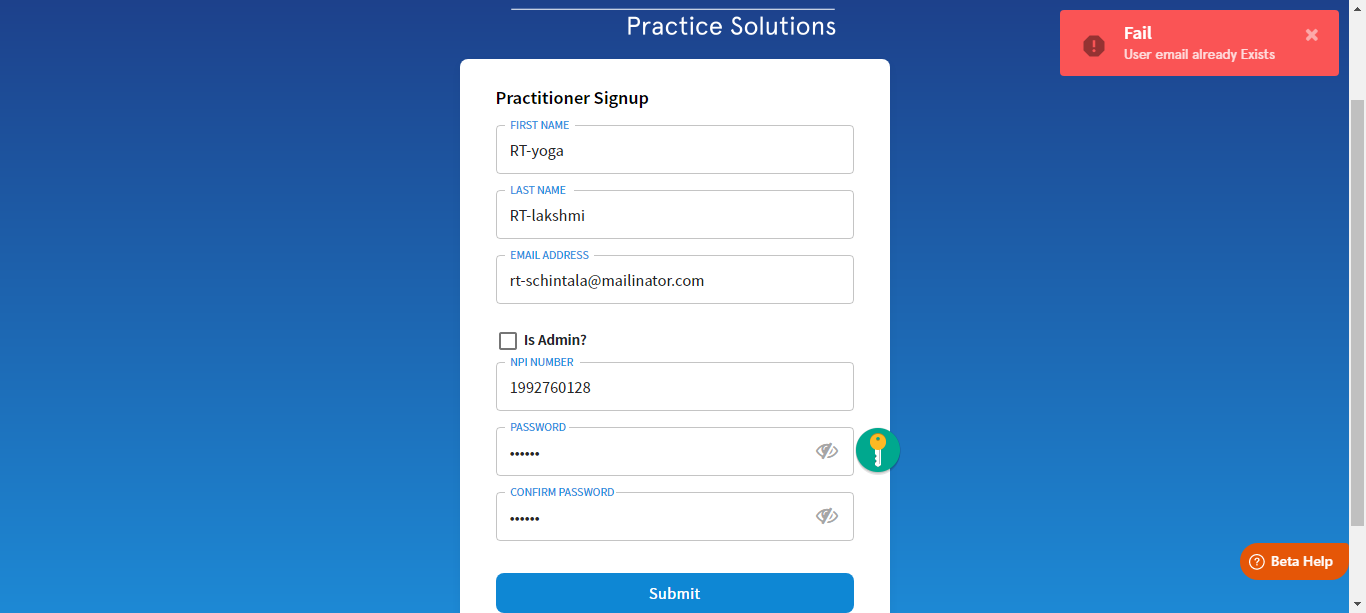 Practice Solutions
Fail
User email already Exists
Practitioner Signup
FIRST NAME
RT-yoga
LAST NAME
RT-lakshmi
EMAIL ADDRESS
rt-schintala@mailinator.com
Is Admin?
NPI NUMBER
1992760128
PASSWORD
••••••
CONFIRM PASSWORD
••••••
Submit
Beta Help